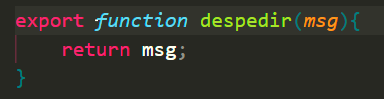 export function despedir(msg){
    return msg;
}